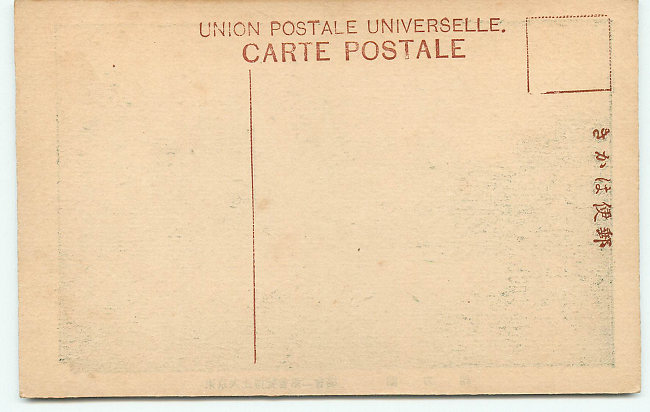 UNION POSTALE UNIVERSELLE.
CARTE POSTALE
郵便はかき